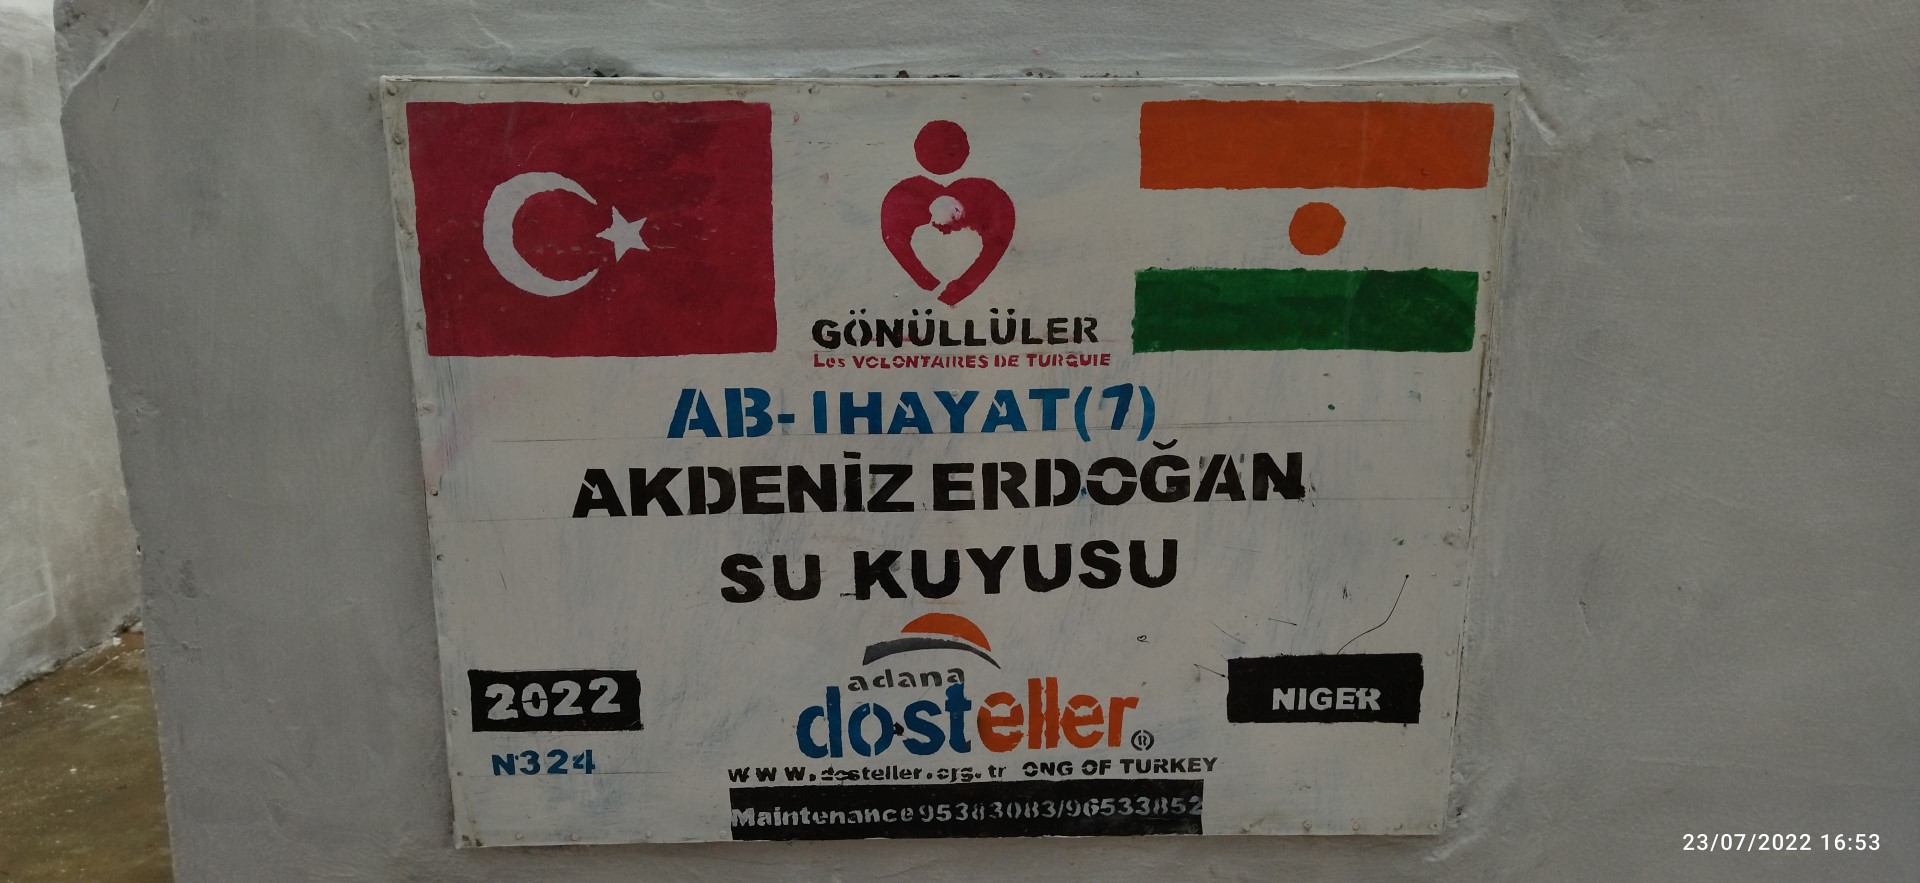 GÖNÜLLÜLER
Les VOLONTAIRES DE TURQUIE
AB-IHAYAT(7)
AKDENİZ ERDOĞAN
SU KUYUSU
2022
N324
adana
dosteller®
NIGER
WWW.dosteller.org.tr ONG OF TURKEY
Maintenance 95383083/96533852
23/07/2022 16:53